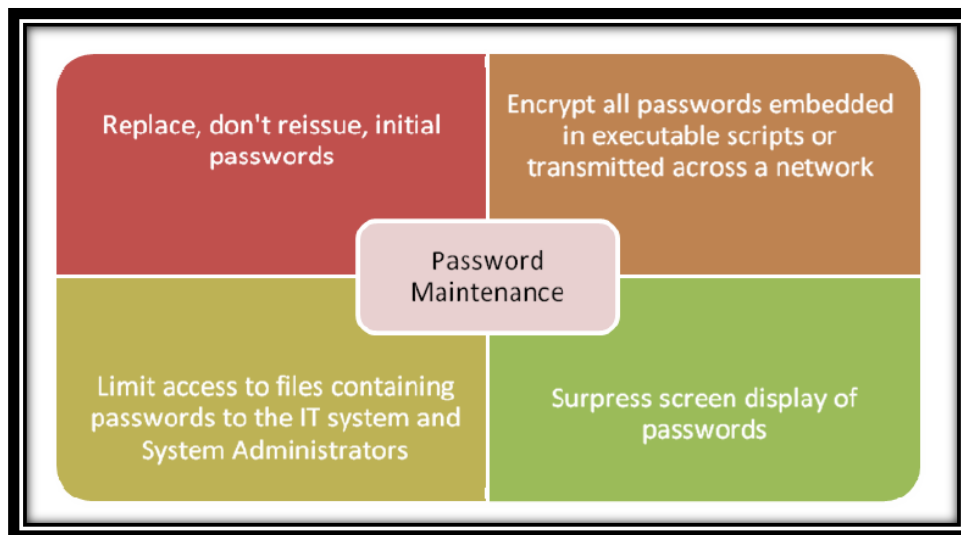 Replace, don't reissue, initial
passwords
Encrypt all passwords embedded
in executable scripts or
transmitted across a network
Password
Maintenance
Limit access to files containing
passwords to the IT system and
System Administrators
Surpress screen display of
passwords